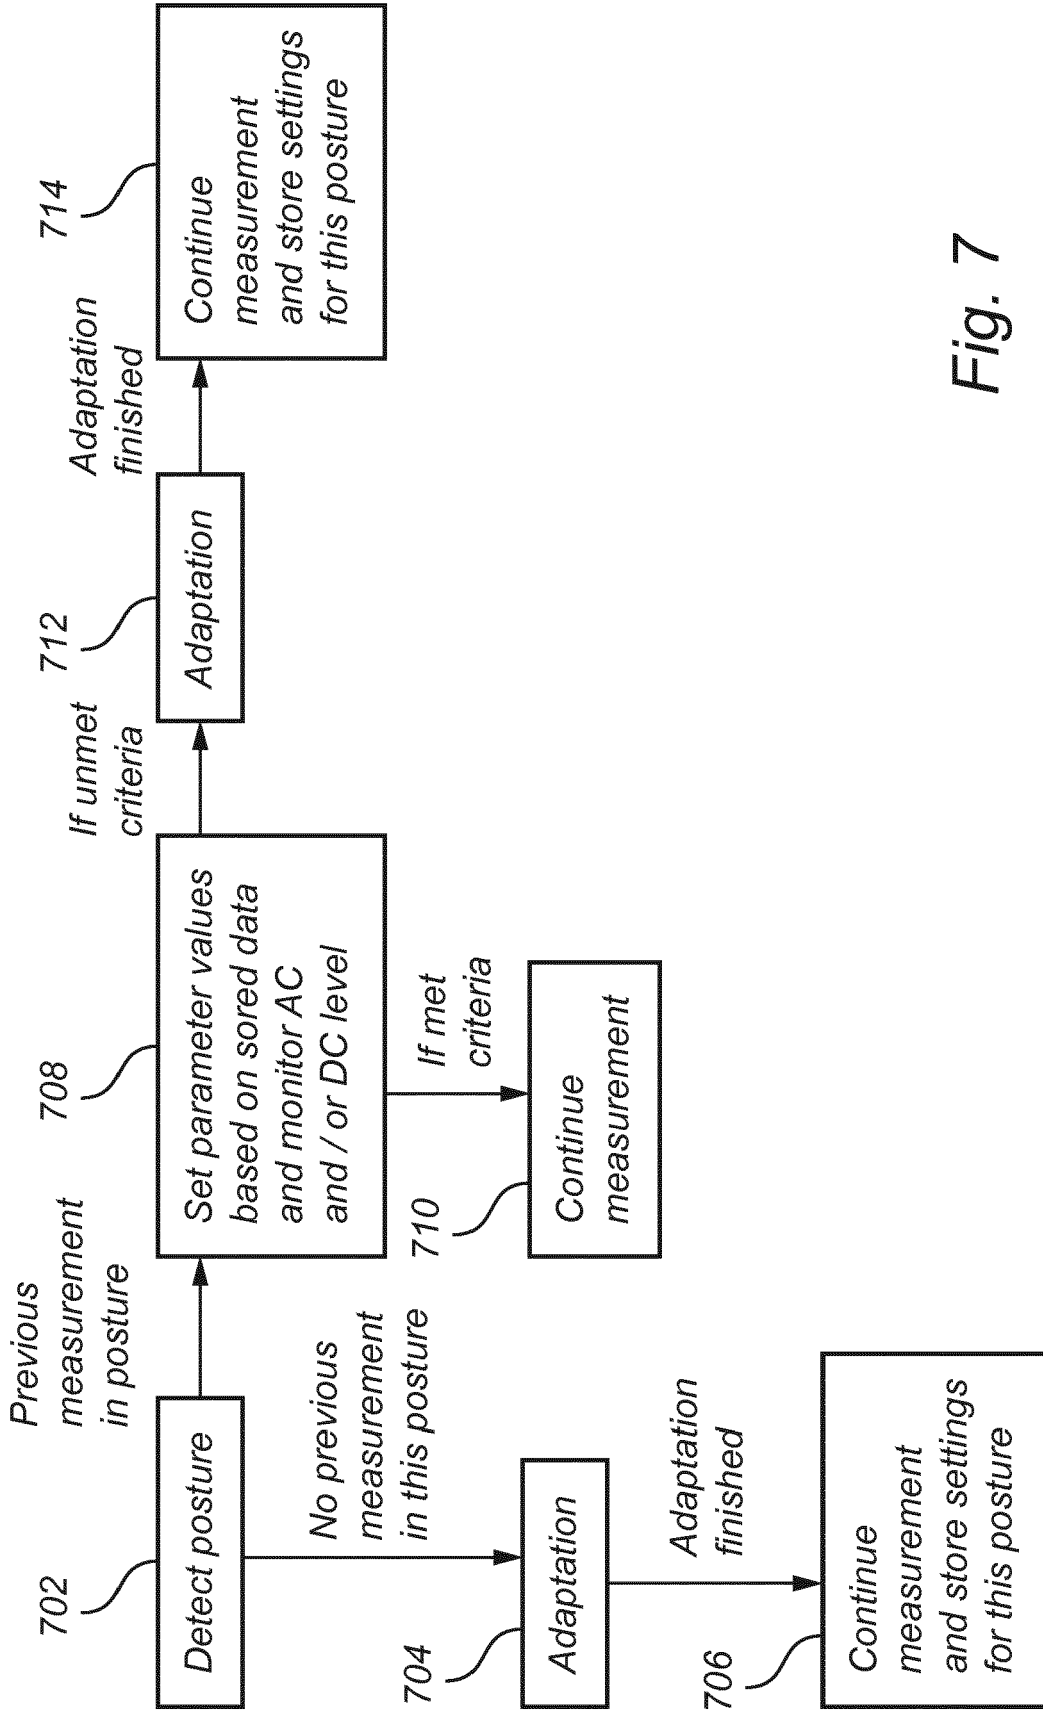 702
Detect posture
Previous
measurement
in posture
708
Set parameter values
based on sored data
and monitor AC
and / or DC level
If unmet
criteria
712
Adaptation
Adaptation
finished
714
Continue
measurement
and store settings
for this posture
No previous
measurement
in this posture
704
Adaptation
Adaptation
finished
706
Continue
measurement
and store settings
for this posture
If met
criteria
710
Continue
measurement
Fig. 7